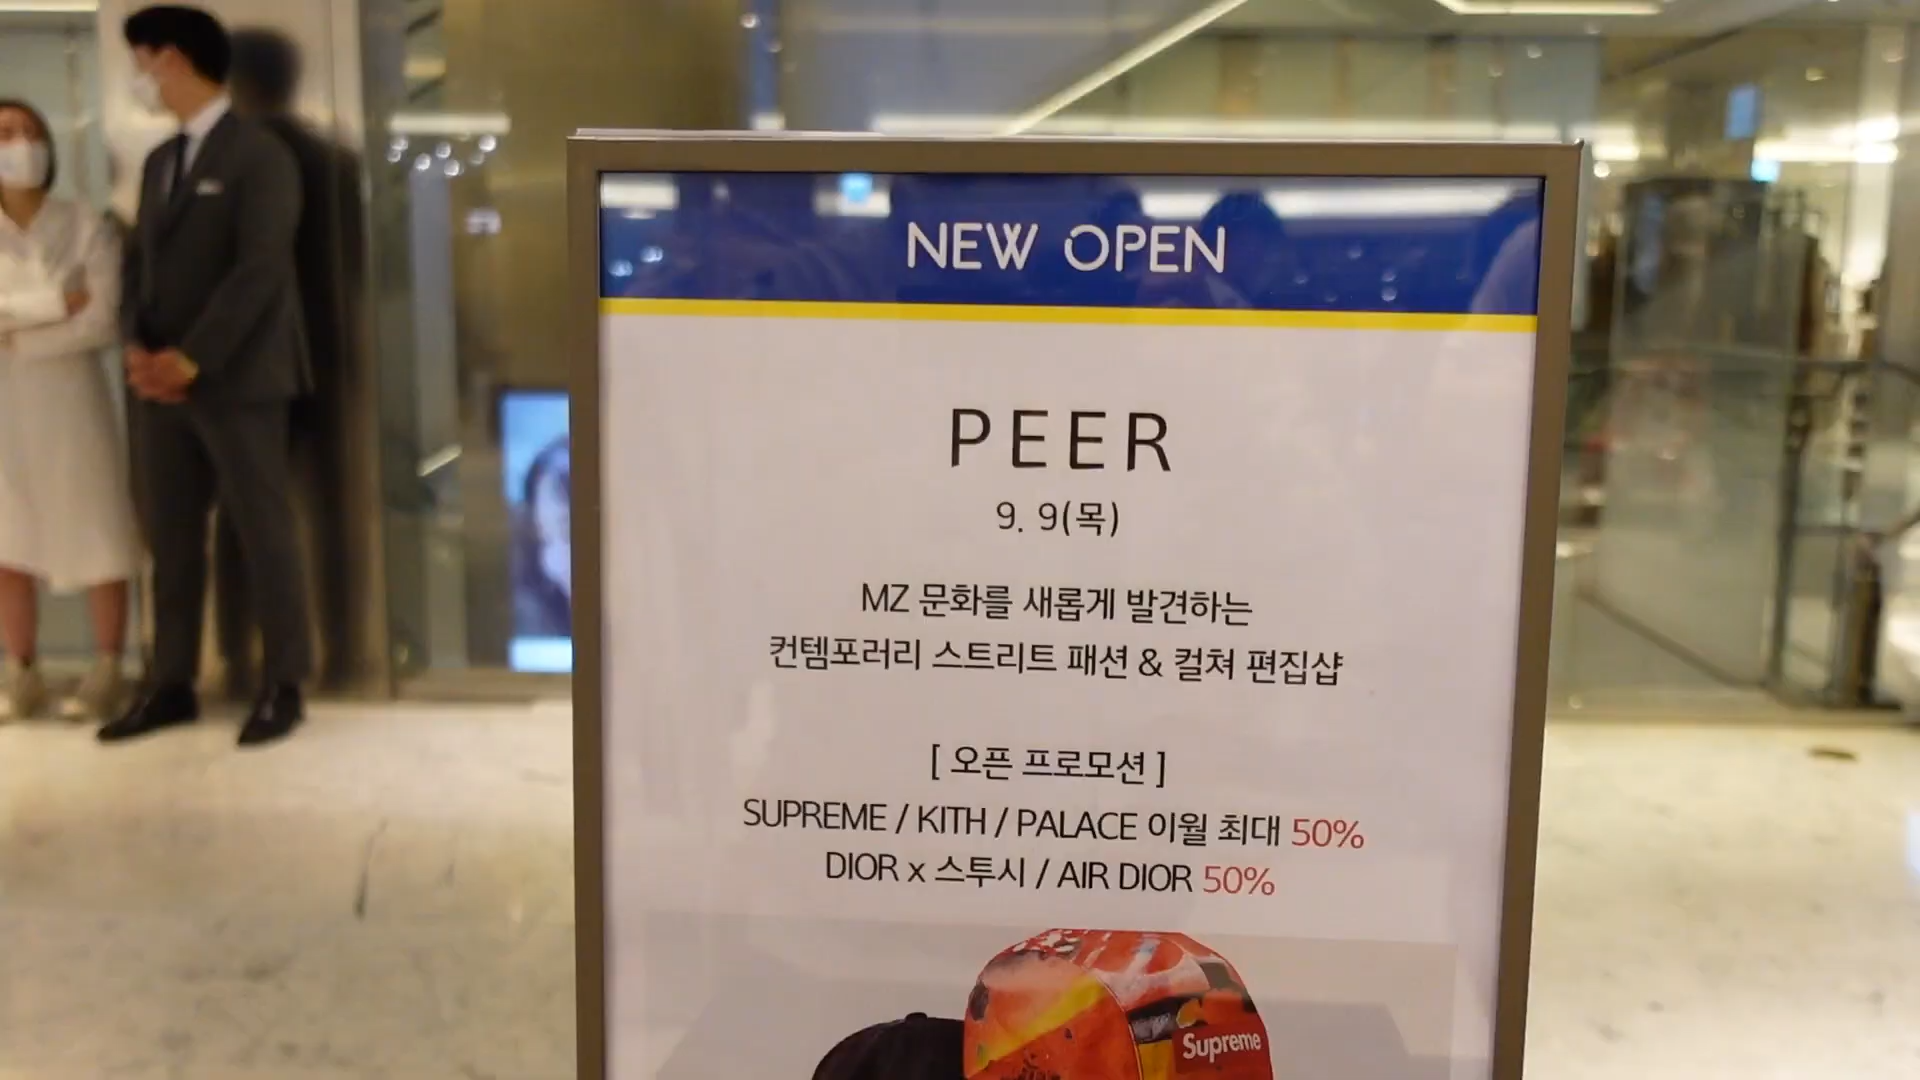 NEW OPEN
PEER
9. 9(목)
MZ 문화를 새롭게 발견하는
컨템포러리 스트리트 패션 & 컬쳐 편집샵
[ 오픈 프로모션 ]
SUPREME / KITH / PALACE 이월 최대 50%
DIOR x 스투시 / AIR DIOR 50%
Supreme